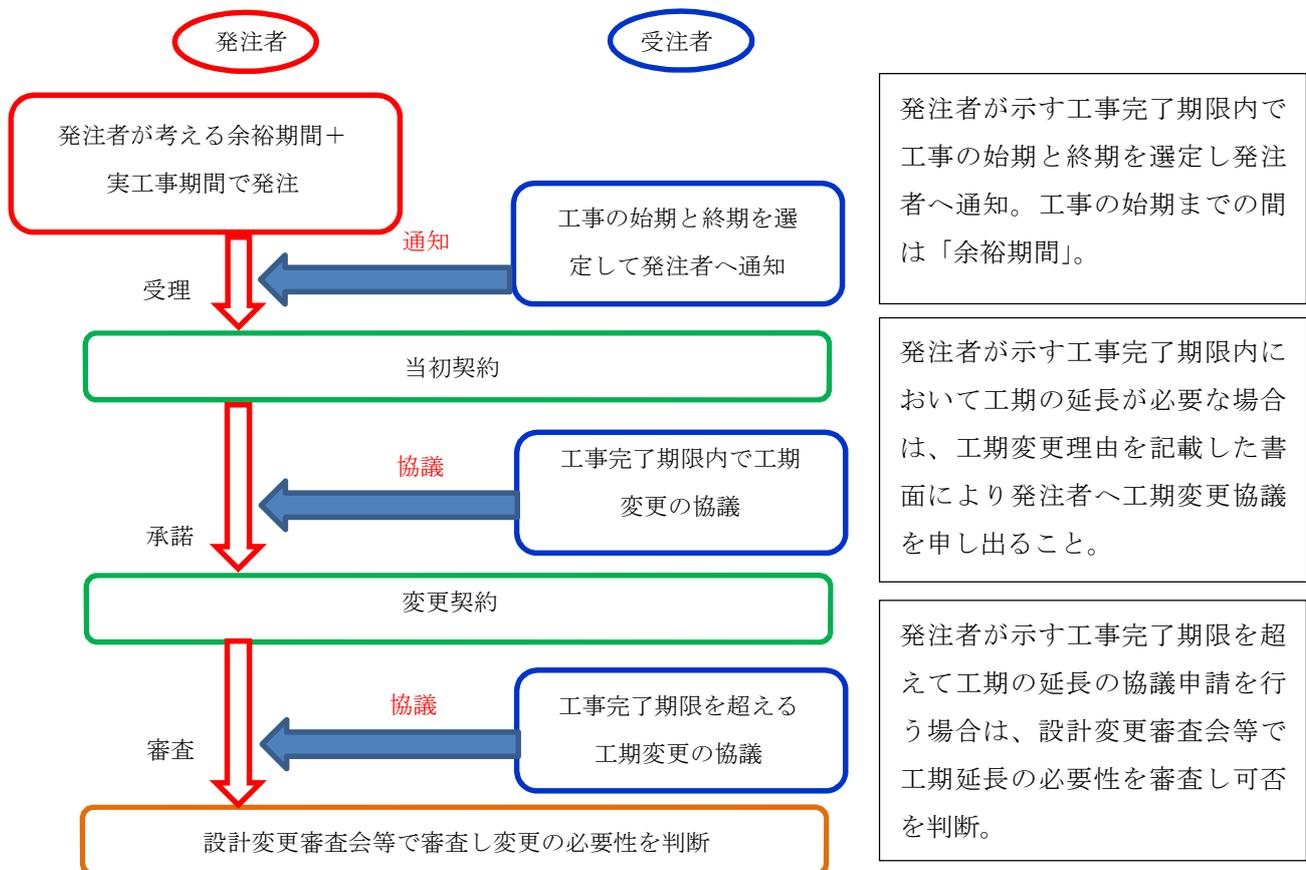 発注者
受注者
発注者が考える余裕期間＋
実工事期間で発注
工事の始期と終期を選
定して発注者へ通知
通知
受理
発注者が示す工事完了期限内で
工事の始期と終期を選定し発注
者へ通知。工事の始期までの間
は「余裕期間」。
当初契約
工事完了期限内で工期
変更の協議
協議
承諾
発注者が示す工事完了期限内に
おいて工期の延長が必要な場合
は、工期変更理由を記載した書
面により発注者へ工期変更協議
を申し出ること。
変更契約
工事完了期限を超える
工期変更の協議
協議
審査
発注者が示す工事完了期限を超
えて工期の延長の協議申請を行
う場合は、設計変更審査会等で
工期延長の必要性を審査し可否
を判断。
設計変更審査会等で審査し変更の必要性を判断